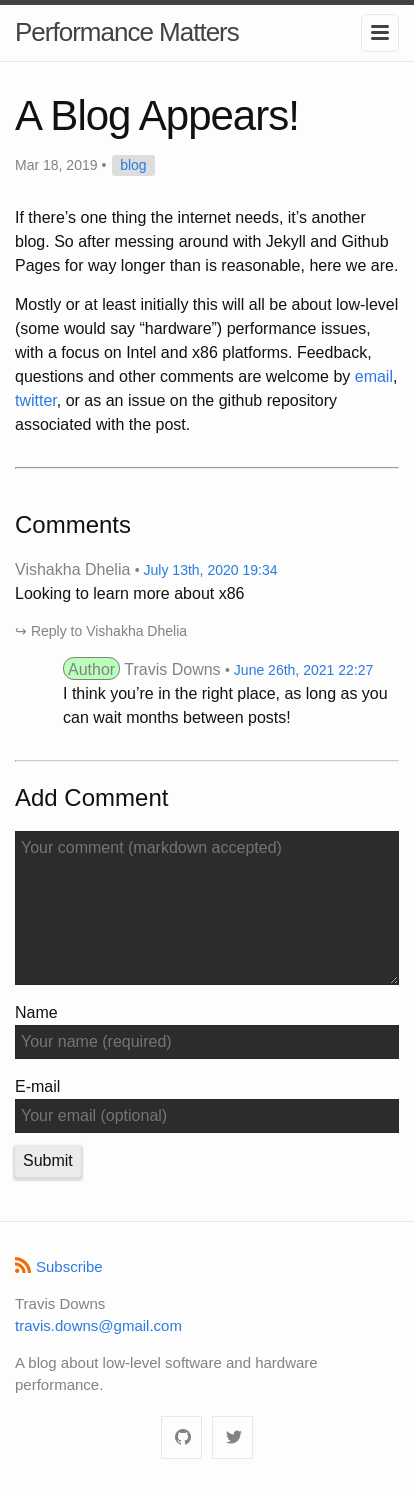 Performance Matters
A Blog Appears!
Mar 18, 2019 • blog
If there’s one thing the internet needs, it’s another
blog. So after messing around with Jekyll and Github
Pages for way longer than is reasonable, here we are.
Mostly or at least initially this will all be about low-level
(some would say “hardware”) performance issues,
with a focus on Intel and x86 platforms. Feedback,
questions and other comments are welcome by email,
twitter, or as an issue on the github repository
associated with the post.
Comments
Vishakha Dhelia • July 13th, 2020 19:34
Looking to learn more about x86
↪ Reply to Vishakha Dhelia
Author Travis Downs • June 26th, 2021 22:27
I think you’re in the right place, as long as you
can wait months between posts!
Add Comment
Your comment (markdown accepted)
Name
Your name (required)
E-mail
Your email (optional)
Submit
Subscribe
Travis Downs
travis.downs@gmail.com
A blog about low-level software and hardware
performance.